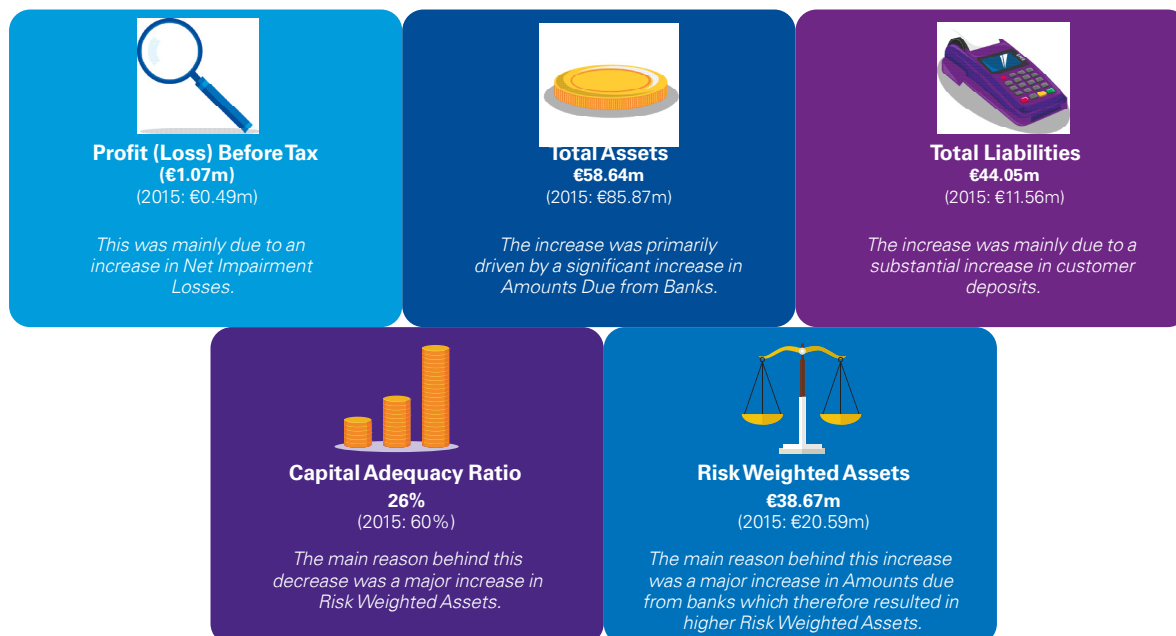 Profit (Loss) Before Tax
(€1.07m)
(2015: €0.49m)
This was mainly due to an
increase in Net Impairment
Losses.
Total Assets
€58.64m
(2015: €85.87m)
The increase was primarily
driven by a significant increase in
Amounts Due from Banks.
Total Liabilities
€44.05m
(2015: €11.56m)
The increase was mainly due to a
substantial increase in customer
deposits.
Capital Adequacy Ratio
26%
(2015: 60%)
The main reason behind this
decrease was a major increase in
Risk Weighted Assets.
Risk Weighted Assets
€38.67m
(2015: €20.59m)
The main reason behind this increase
was a major increase in Amounts due
from banks which therefore resulted in
higher Risk Weighted Assets.